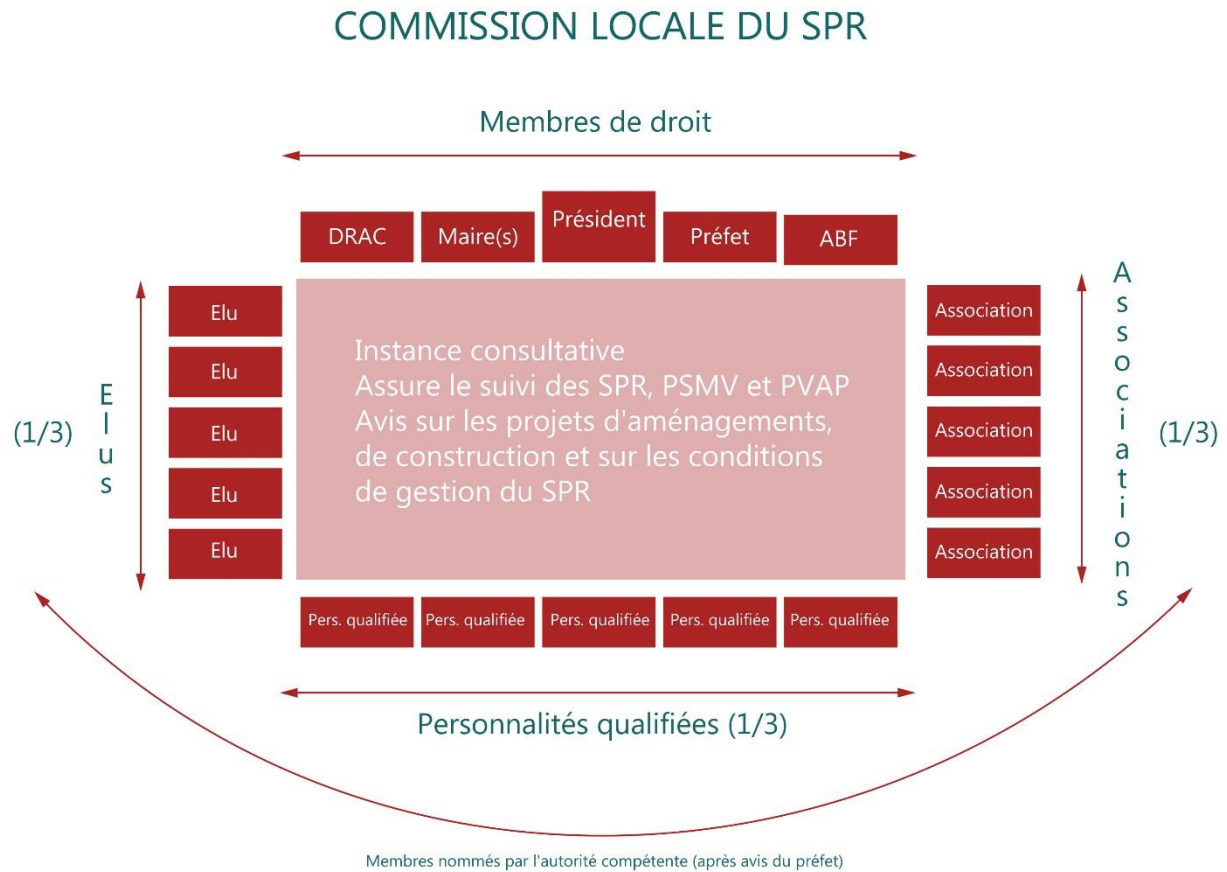 COMMISSION LOCALE DU SPR
Membres de droit
DRAC
Maire(s)
Président
Préfet
ABF
(1/3)
Elus
Elu
Elu
Elu
Elu
Elu
Instance consultative
Assure le suivi des SPR, PSMV et PVAP
Avis sur les projets d'aménagements,
de construction et sur les conditions
de gestion du SPR
Association
Association
Association
Association
Association
Associations
(1/3)
Pers. qualifiée
Pers. qualifiée
Pers. qualifiée
Pers. qualifiée
Pers. qualifiée
Personnalités qualifiées (1/3)
Membres nommés par l'autorité compétente (après avis du préfet)